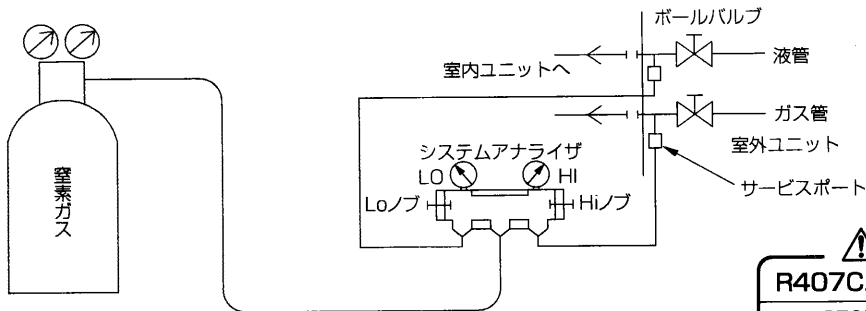 ボールバルブ
液管
室内ユニットへ
ガス管
室外ユニット
システムアナライザ
LO HI
サービスポート
Loノブ Hiノブ
窒素ガス
R407C